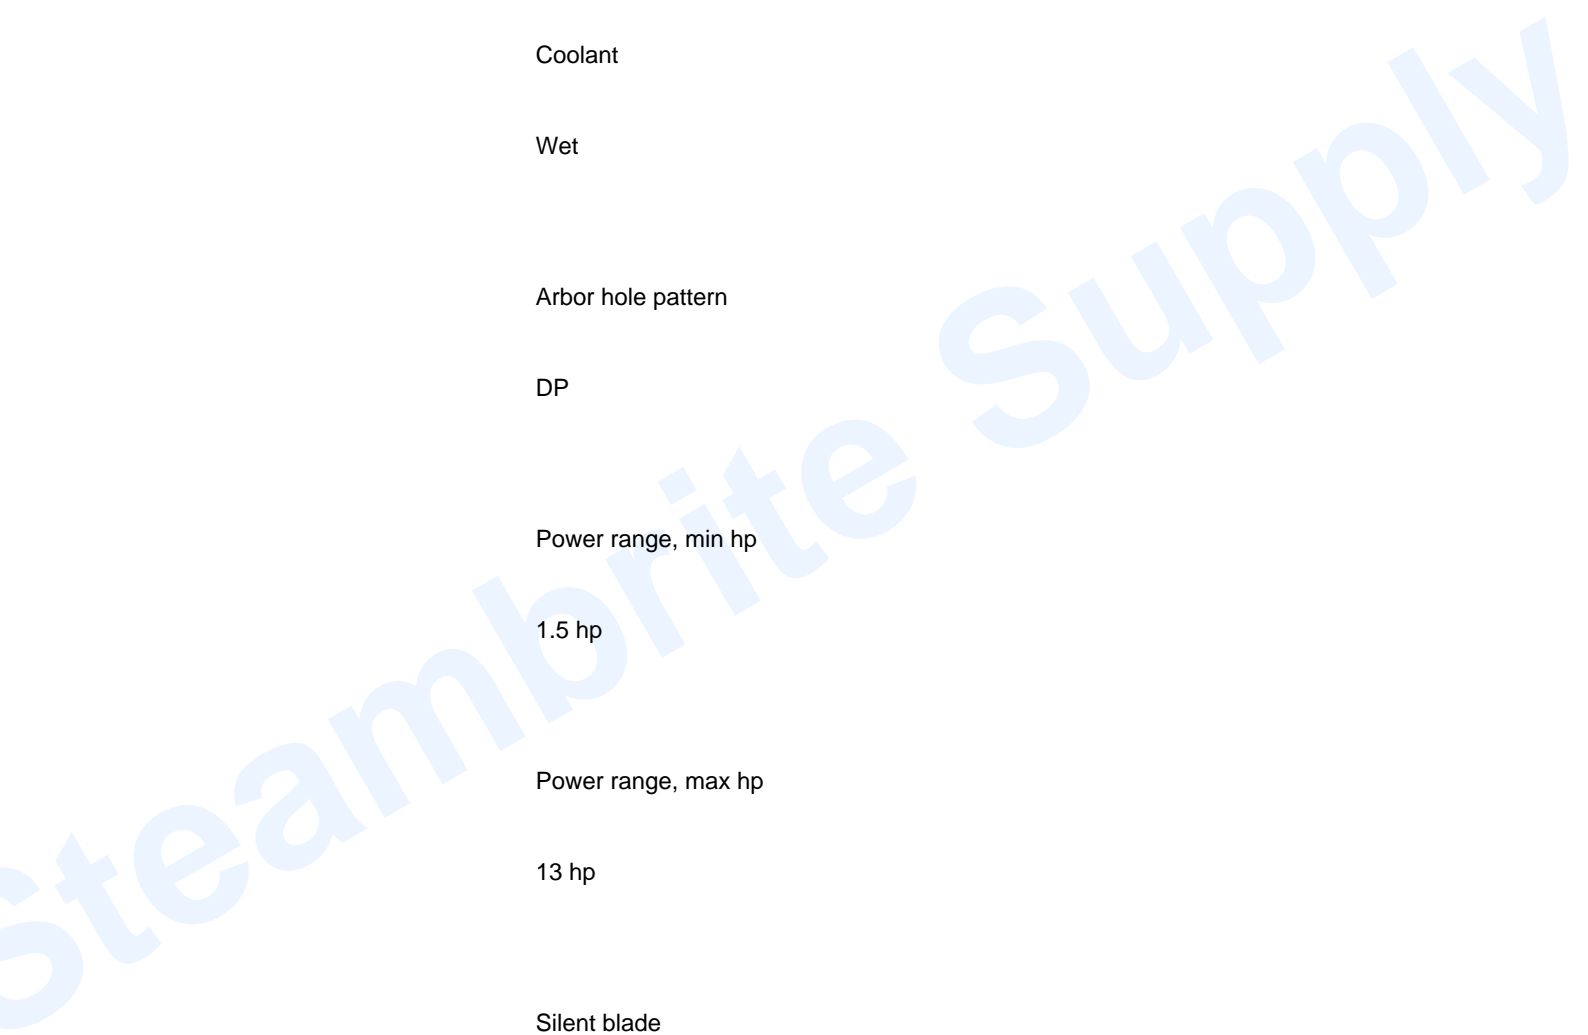 Coolant
Wet
Arbor hole pattern
DP
Power range, min hp
1.5 hp
Power range, max hp
13 hp
Silent blade
Steambrite Supply